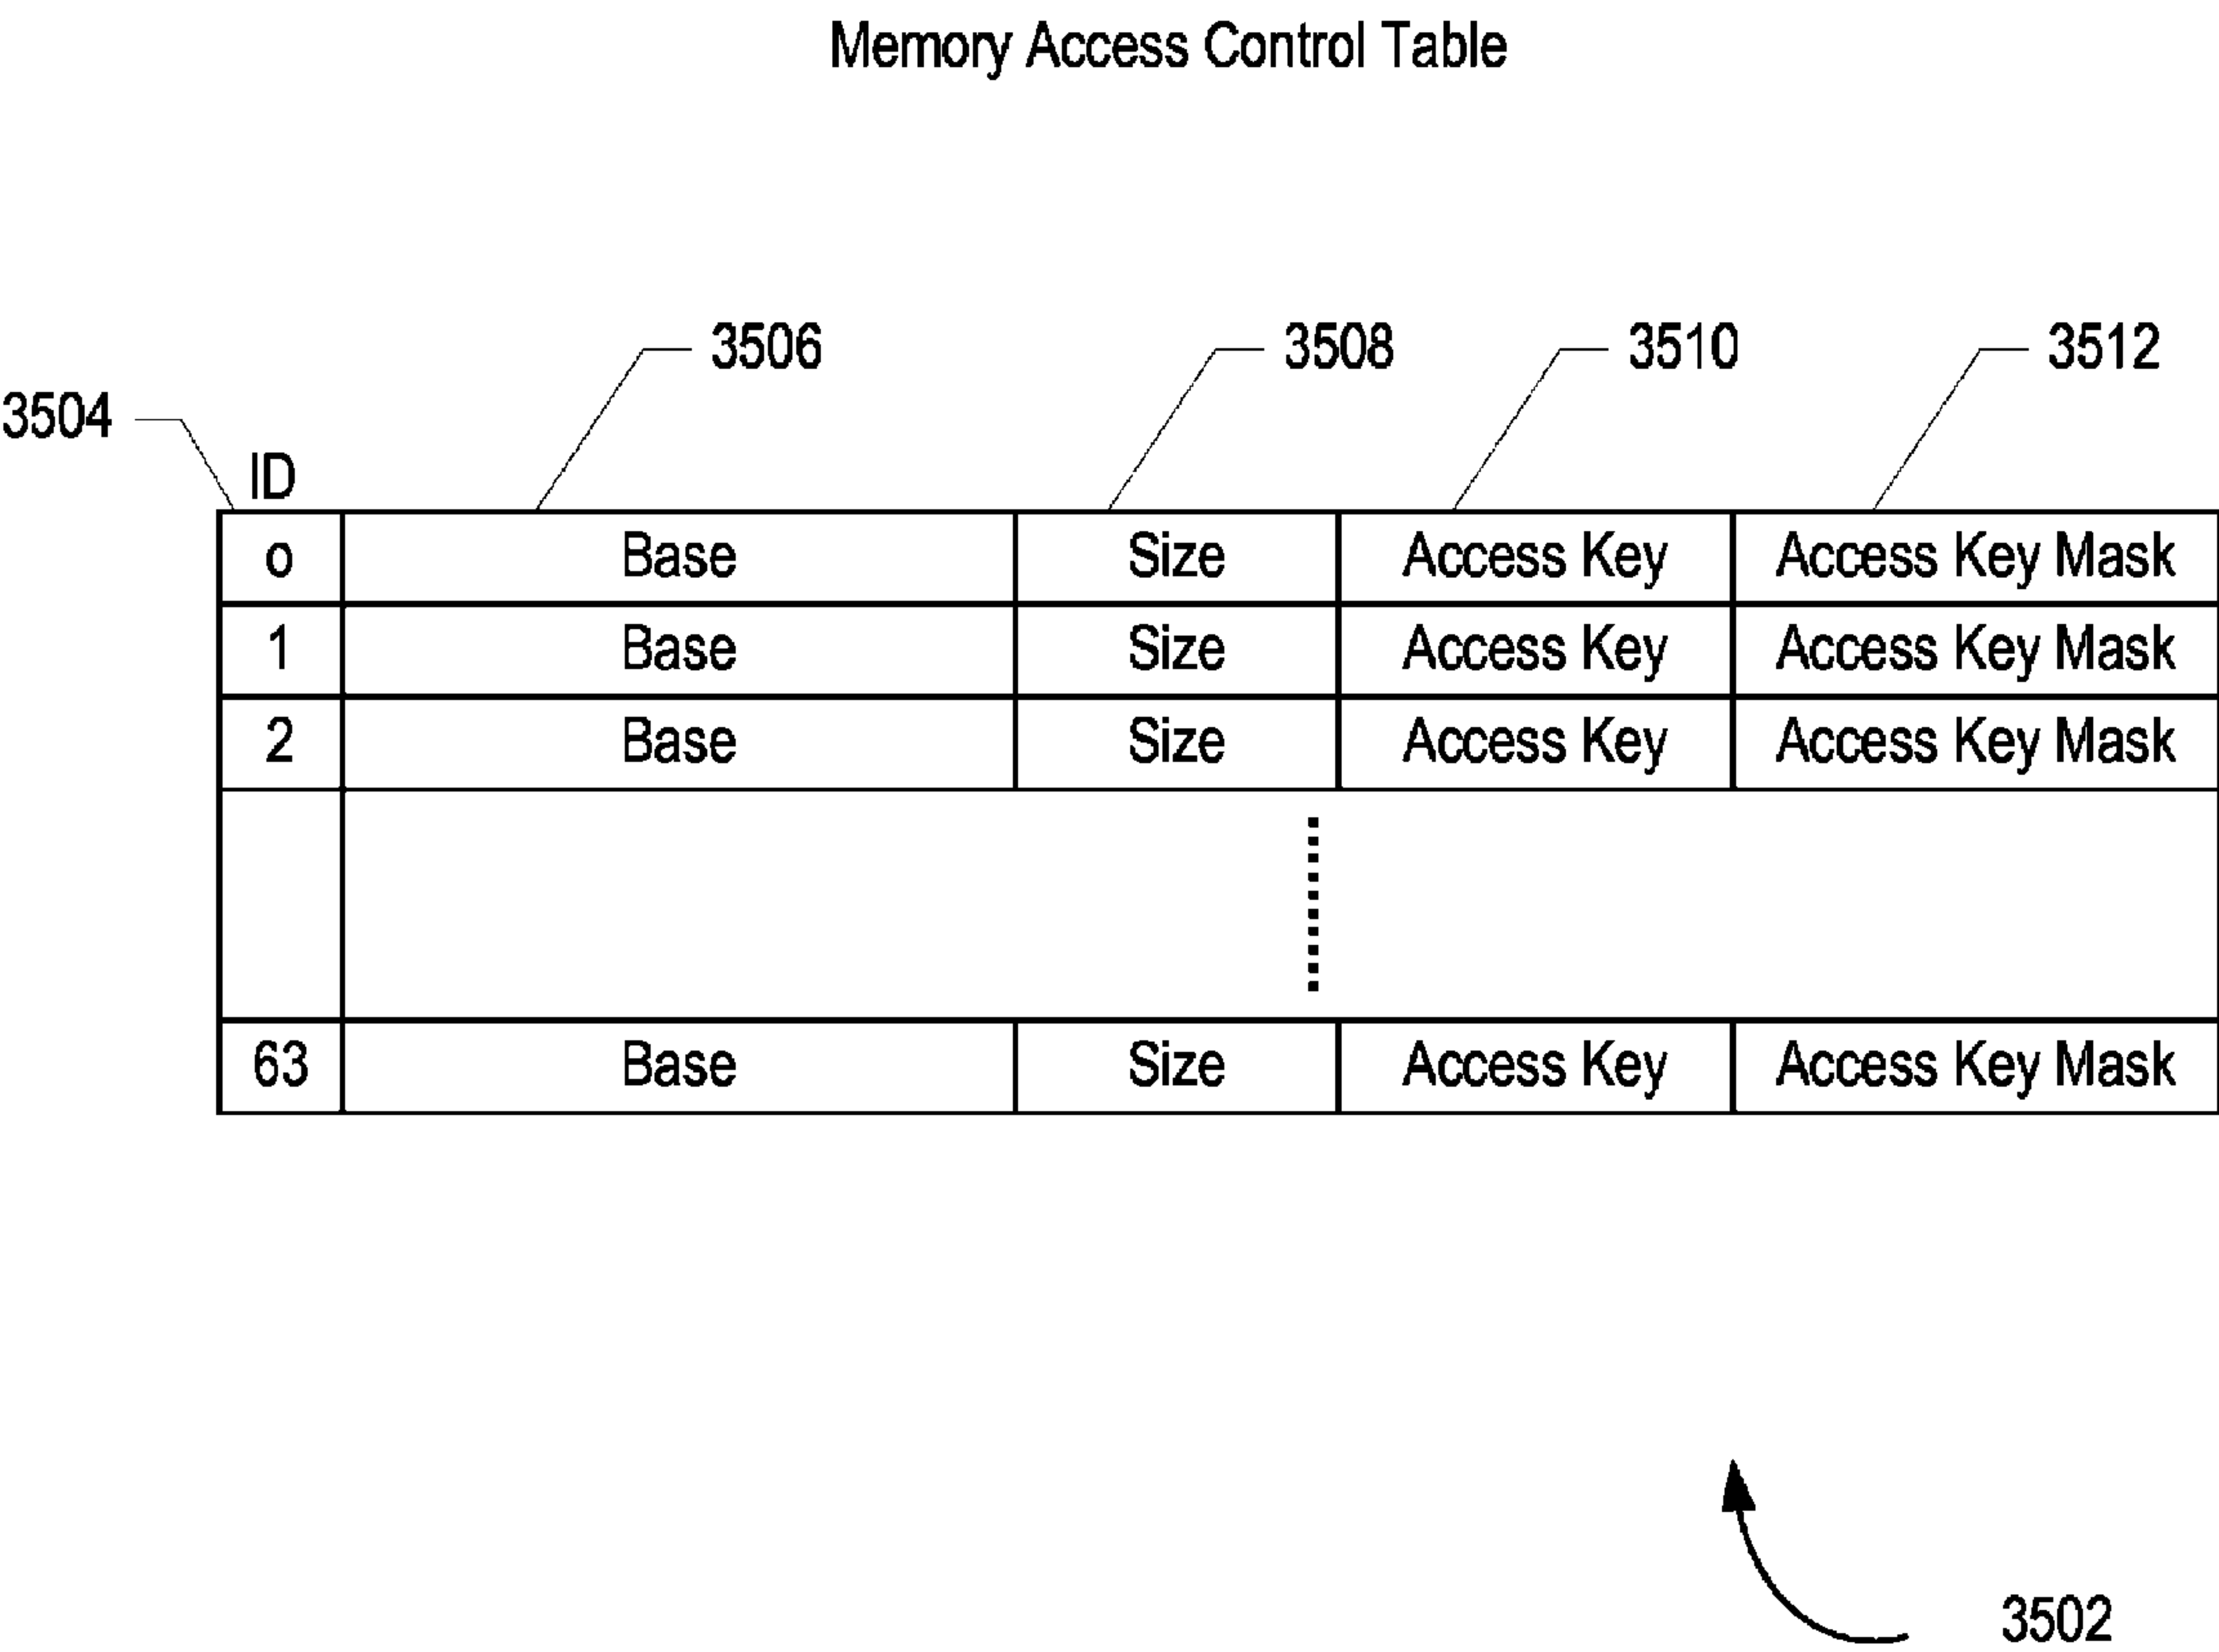 Memory Access Control Table
3506 3508 3510 3512
3504
ID
o Base Size Access Key Access Key Mask
1 Base Size Access Key Access Key Mask
2 Base Size Access Key Access Key Mask
63 Base Size Access Key Access Key Mask
3502